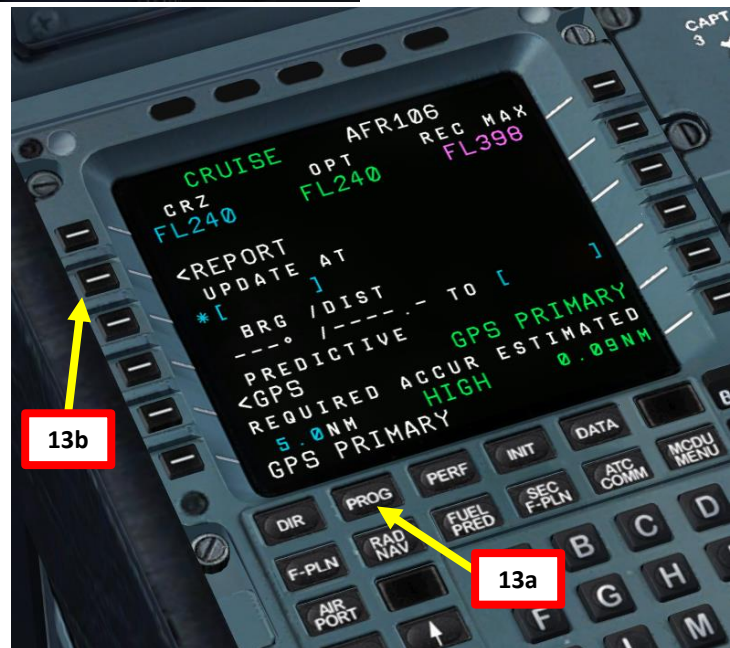 CAPT
3
AFR106
CRUISE OPT REC MAX
CRZ
FL240 FL240 FL398
<REPORT
UPDATE AT
*[ ]
BRG /DIST
---° /----.- TO [ ]
PREDICTIVE
<GPS GPS PRIMARY
REQUIRED ACCUR ESTIMATED
5.0NM HIGH 0.09NM
GPS PRIMARY
13b
13a
DIR PROG PERF INIT DATA
F-PLN RAD NAV FUEL PRED SEC F-PLN ATC COMM MCDU MENU
AIR PORT
B C D
F G H
M